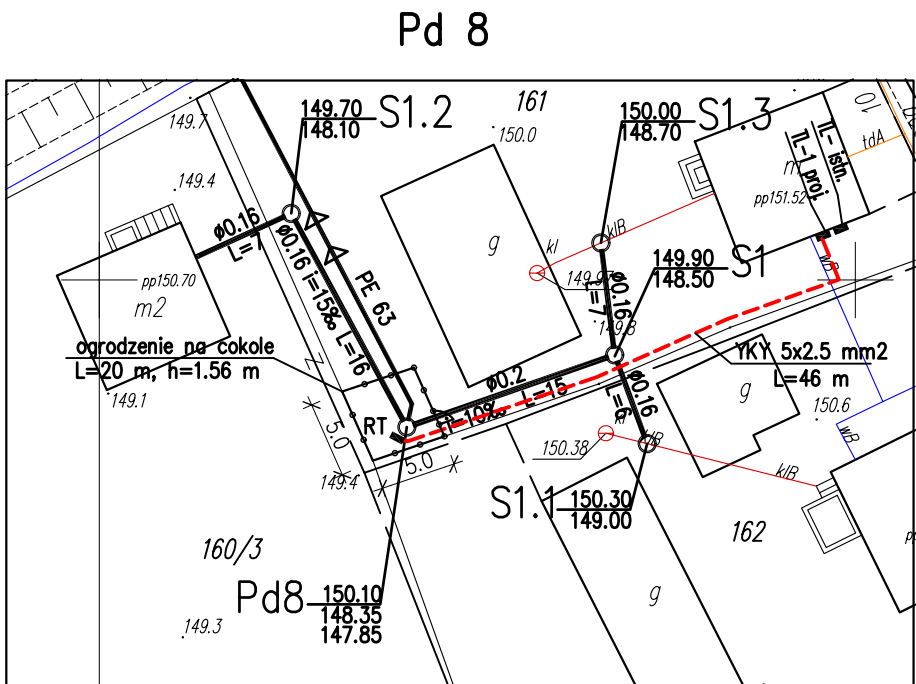 Pd 8
149.70
148.10
S1.2
161
150.0
150.00
148.70
S1.3
149.7
149.4
10
tdA
TL-1 proj.
TL- istn.
m
pp151.52
ø0.16
L=7
ø0.16 i=15‰ L=16
PE 63
g
kl
klB
149.97
ø0.16
L=7
149.90
148.50
S1
wB
pp150.70
m2
149.8
ogrodzenie na cokole
L=20 m, h=1.56 m
YKY 5x2.5 mm2
L=46 m
ø0.2
L=15
ø0.16
L=6
g
149.1
150.6
RT
5.0
5.0
kl
150.38
wB
klB
149.4
S1.1
150.30
149.00
160/3
162
Pd8
150.10
148.35
147.85
g
149.3